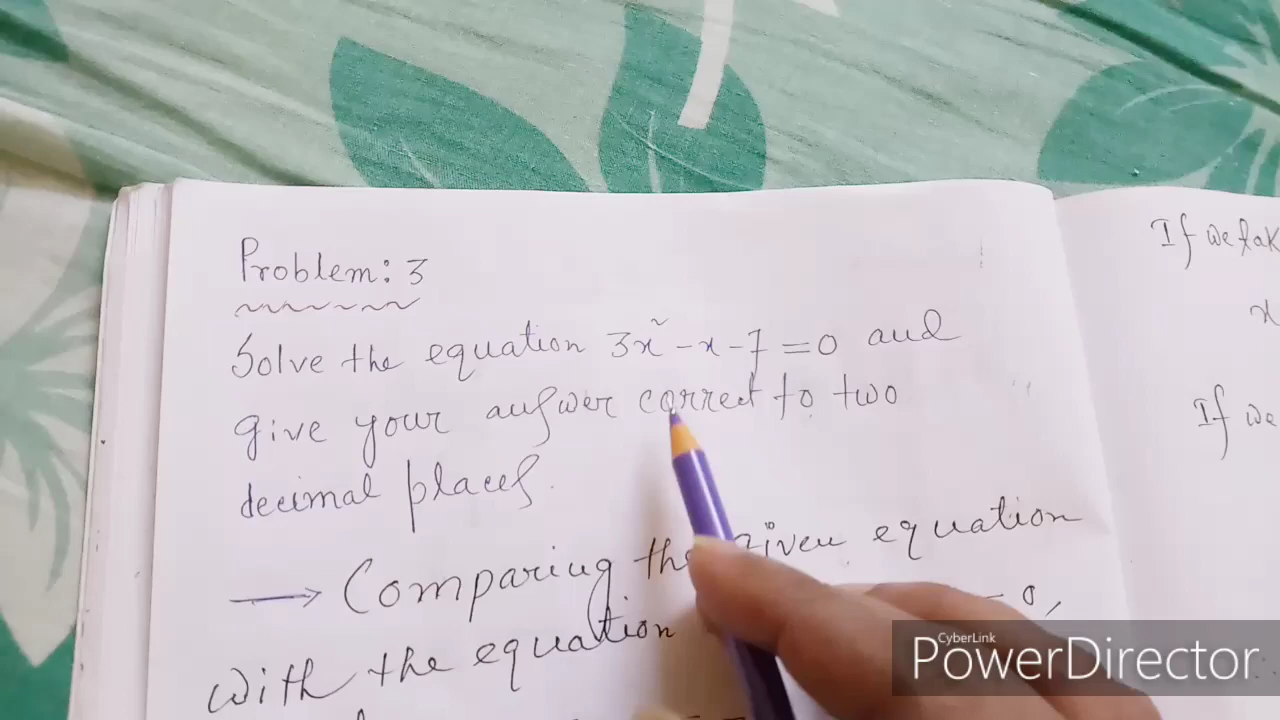 Problem: 3
Solve the equation 3x² - x - 7 = 0 and
give your answer correct to two
decimal places.
→ Comparing the given equation
with the equation = 0,
If we tak
x
If we
CyberLink
PowerDirector